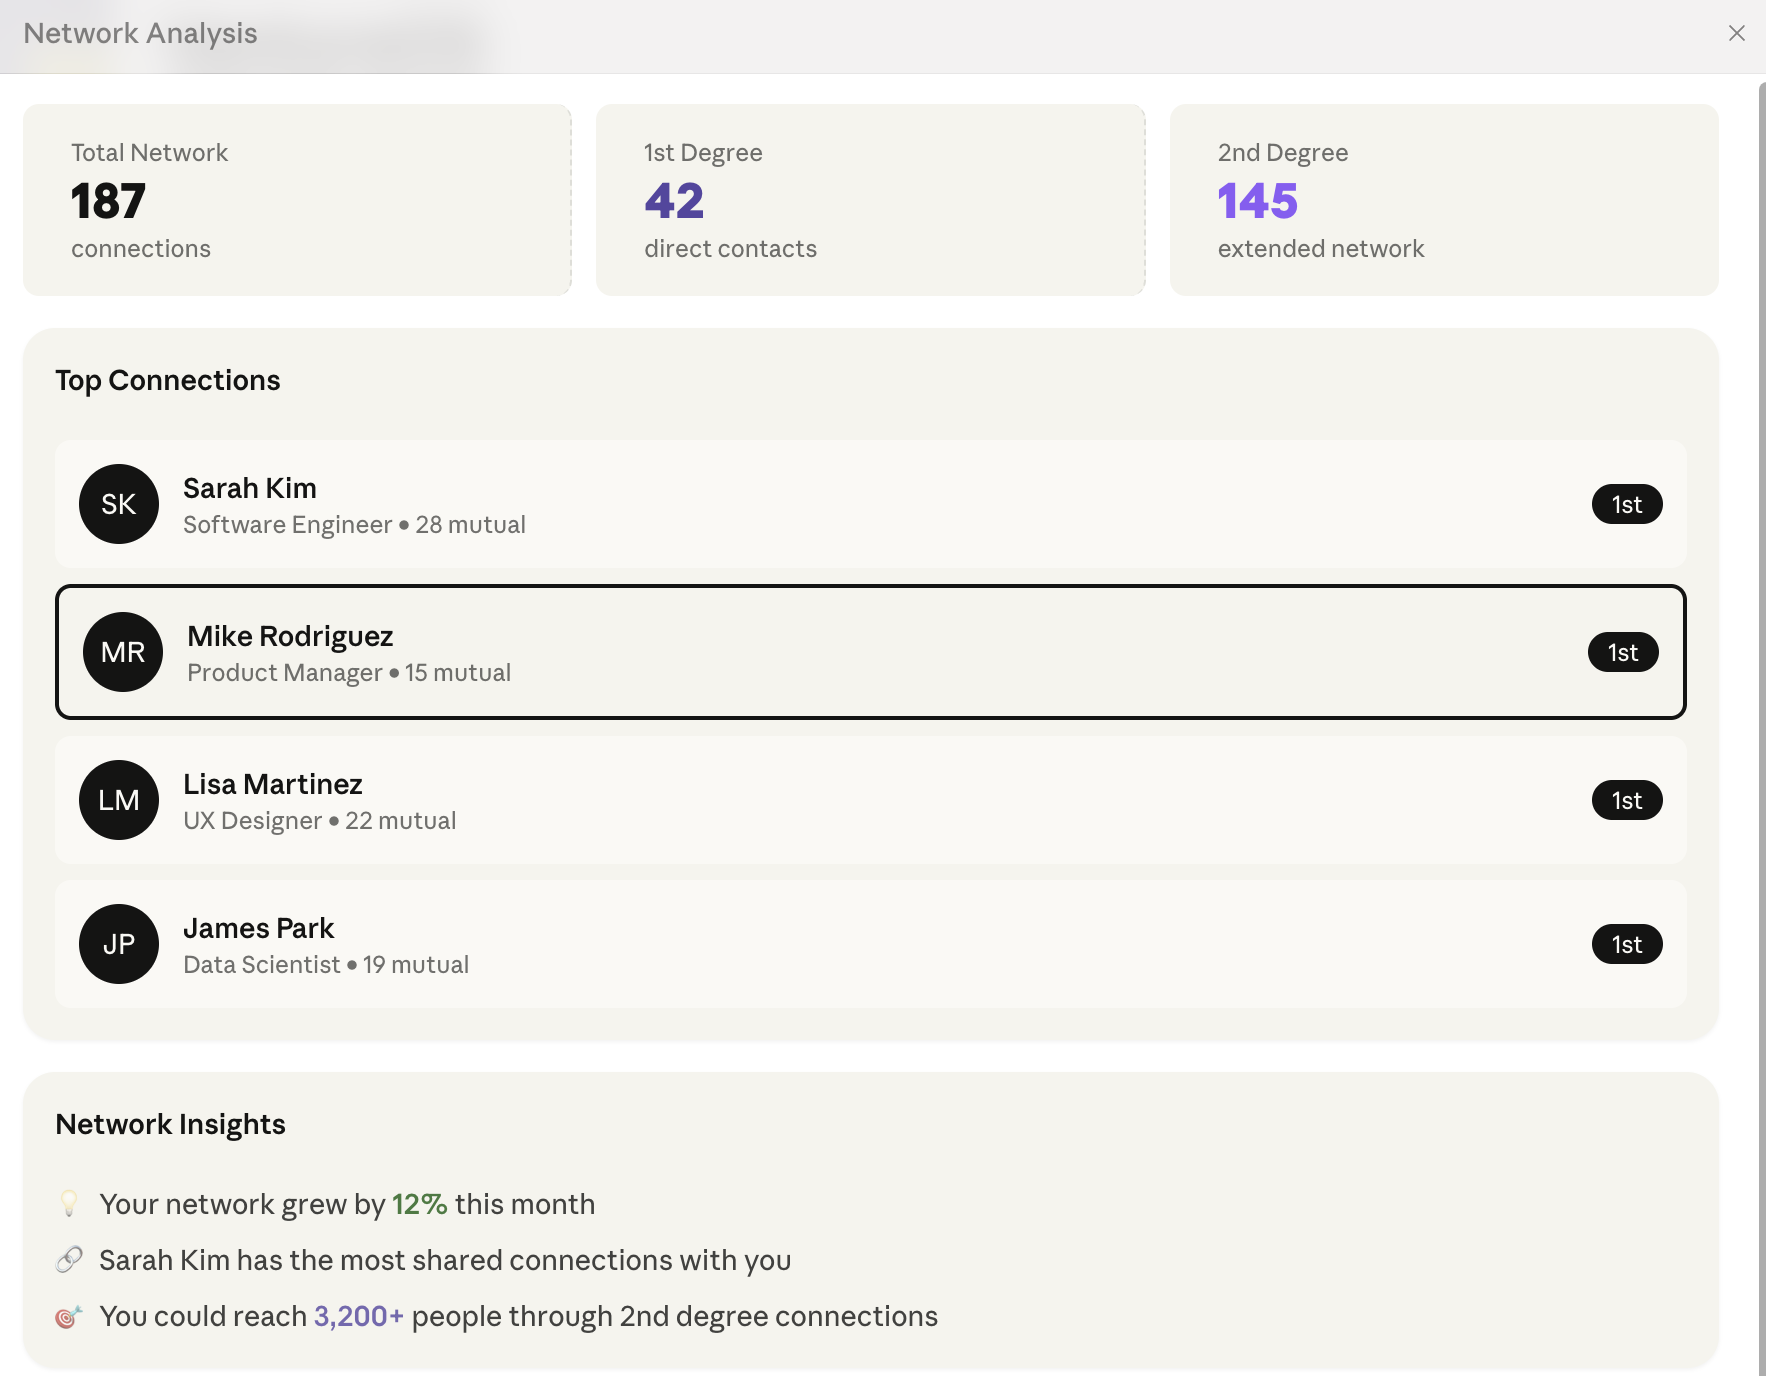 Network Analysis
Total Network
187
connections
1st Degree
42
direct contacts
2nd Degree
145
extended network
Top Connections
SK
Sarah Kim
Software Engineer • 28 mutual
1st
MR
Mike Rodriguez
Product Manager • 15 mutual
1st
LM
Lisa Martinez
UX Designer • 22 mutual
1st
JP
James Park
Data Scientist • 19 mutual
1st
Network Insights
Your network grew by 12% this month
Sarah Kim has the most shared connections with you
You could reach 3,200+ people through 2nd degree connections